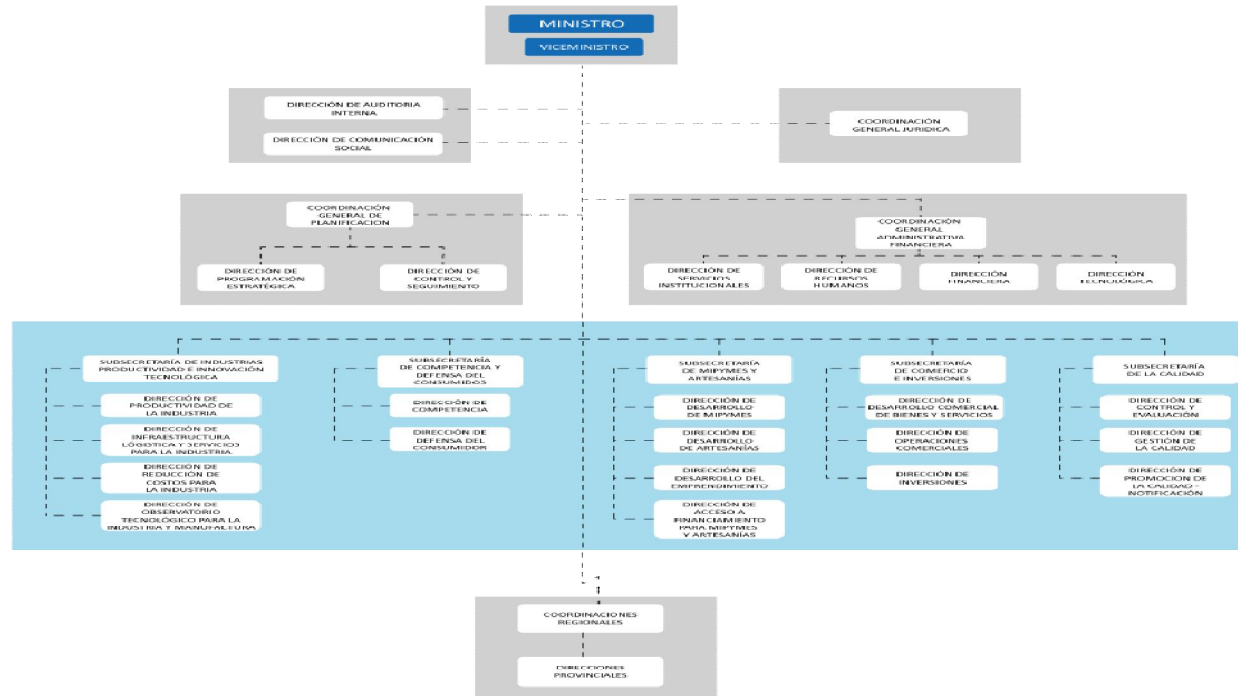 MINISTRO
VICEMINISTRO
DIRECCIÓN DE AUDITORIA
INTERNA
DIRECCIÓN DE COMUNICACIÓN
SOCIAL
COORDINACIÓN
GENERAL JURIDICA
COORDINACIÓN
GENERAL DE
PLANIFICACION
DIRECCIÓN DE
PROGRAMACIÓN
ESTRATÉGICA
DIRECCIÓN DE
CONTROL Y
SEGUIMIENTO
COORDINACIÓN
GENERAL
ADMINISTRATIVA
FINANCIERA
DIRECCIÓN DE
SERVICIOS
INSTITUCIONALES
DIRECCIÓN DE
RECURSOS
HUMANOS
DIRECCIÓN
FINANCIERA
DIRECCIÓN
TECNOLÓGICA
SUBSECRETARÍA DE INDUSTRIAS
PRODUCTIVIDAD E INNOVACIÓN
TECNOLÓGICA
DIRECCIÓN DE
PRODUCTIVIDAD DE
LA INDUSTRIA
DIRECCIÓN DE
INFRAESTRUCTURA
LÓGISTICA Y SERVICIOS
PARA LA INDUSTRIA.
DIRECCIÓN DE
REDUCCIÓN DE
COSTOS PARA
LA INDUSTRIA
DIRECCIÓN DE
OBSERVATORIO
TECNOLÓGICO PARA LA
INDUSTRIA Y MANUFACTURA
SUBSECRETARÍA
DE COMPETENCIA Y
DEFENSA DEL
CONSUMIDOS
DIRECCIÓN DE
COMPETENCIA
DIRECCIÓN DE
DEFENSA DEL
CONSUMIDOR
SUBSECRETARÍA
DE MIPYMES Y
ARTESANÍAS
DIRECCIÓN DE
DESARROLLO
DE MIPYMES
DIRECCIÓN DE
DESARROLLO
DE ARTESANÍAS
DIRECCIÓN DE
DESARROLLO DEL
EMPRENDIMIENTO
DIRECCIÓN DE
ACCESO A
FINANCIAMIENTO
PARA MIPYMES
Y ARTESANÍAS
SUBSECRETARÍA
DE COMERCIO
E INVERSIONES
DIRECCIÓN DE
DESARROLLO COMERCIAL
DE BIENES Y SERVICIOS
DIRECCIÓN DE
OPERACIONES
COMERCIALES
DIRECCIÓN DE
INVERSIONES
SUBSECRETARÍA
DE LA CALIDAD
DIRECCIÓN DE
CONTROL Y
EVALUACIÓN
DIRECCIÓN DE
GESTIÓN DE
LA CALIDAD
DIRECCIÓN DE
PROMOCION DE
LA CALIDAD -
NOTIFICACIÓN
COORDINACIONES
REGIONALES
DIRECCIONES
PROVINCIALES